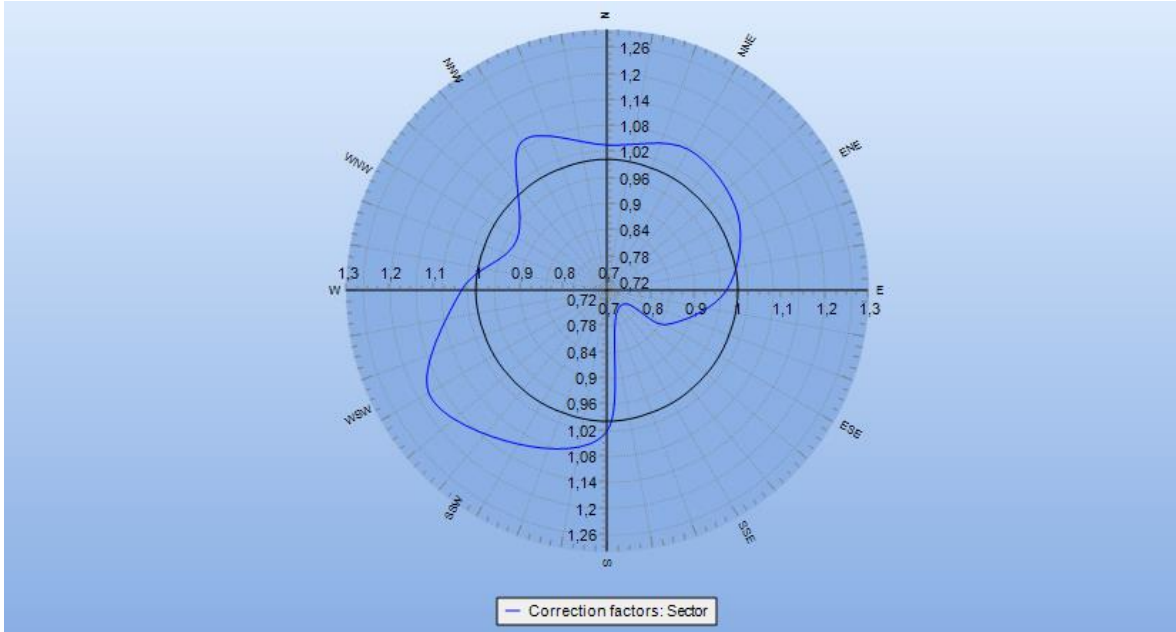 N
NNE
NNW
1,26
1,2
1,14
1,08
1,02
0,96
0,9
0,84
0,78
0,72
ENE
WNW
1,3 1,2 1,1 1 0,9 0,8 0,7
W
E
0,7 0,8 0,9 1 1,1 1,2 1,3
0,72
0,78
0,84
0,9
0,96
1,02
1,08
1,14
1,2
1,26
WSW
ESE
SSW
SSE
S
Correction factors: Sector